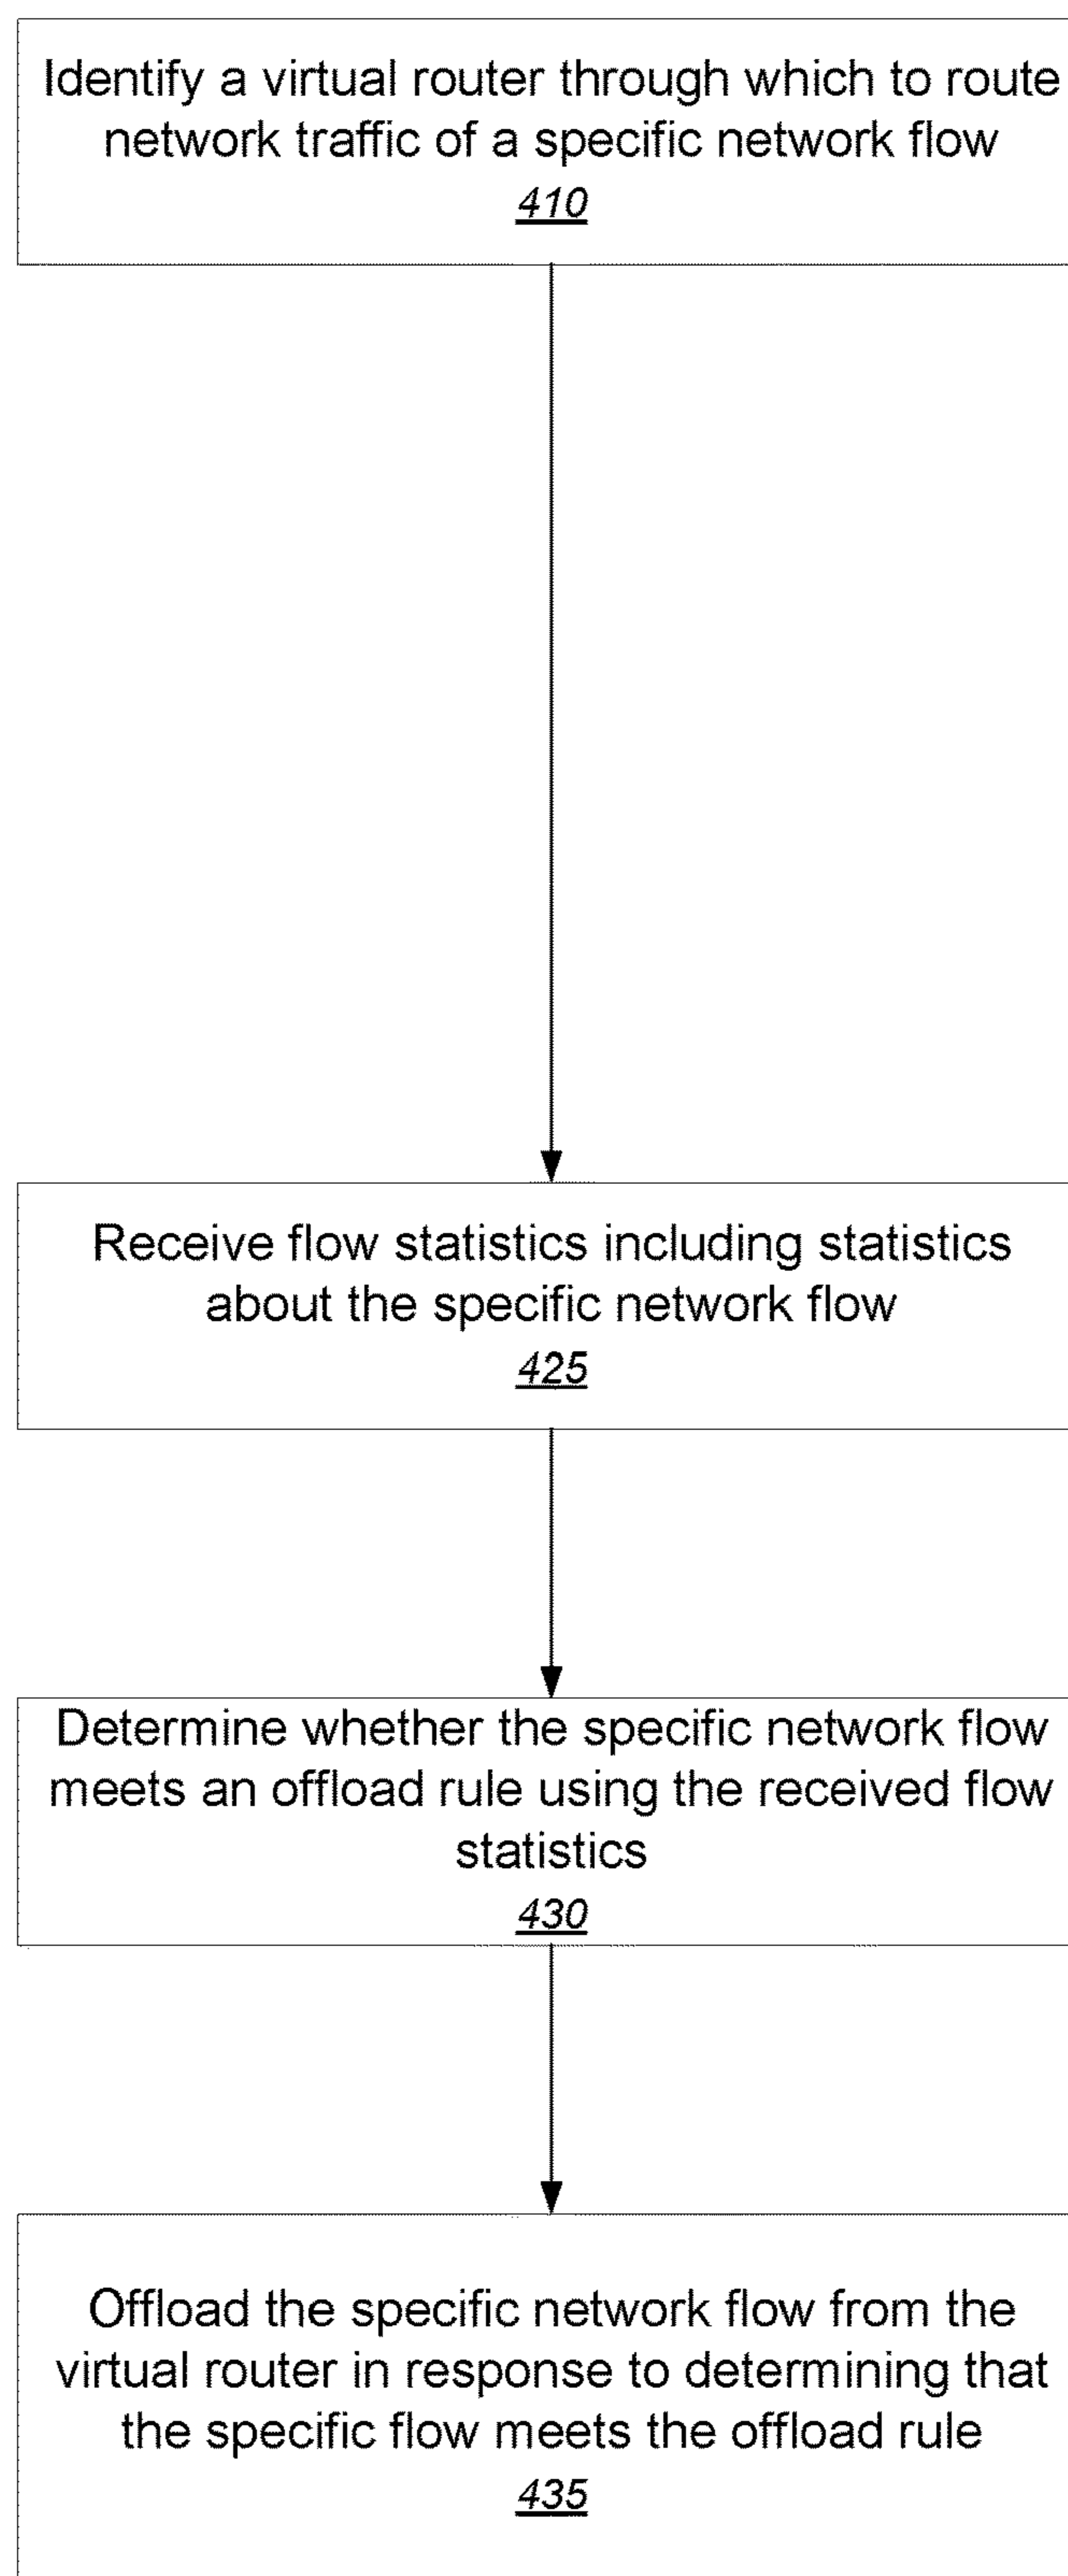 Identify a virtual router through which to route
network traffic of a specific network flow
410
Receive flow statistics including statistics
about the specific network flow
425
Determine whether the specific network flow
meets an offload rule using the received flow
statistics
430
Offload the specific network flow from the
virtual router in response to determining that
the specific flow meets the offload rule
435